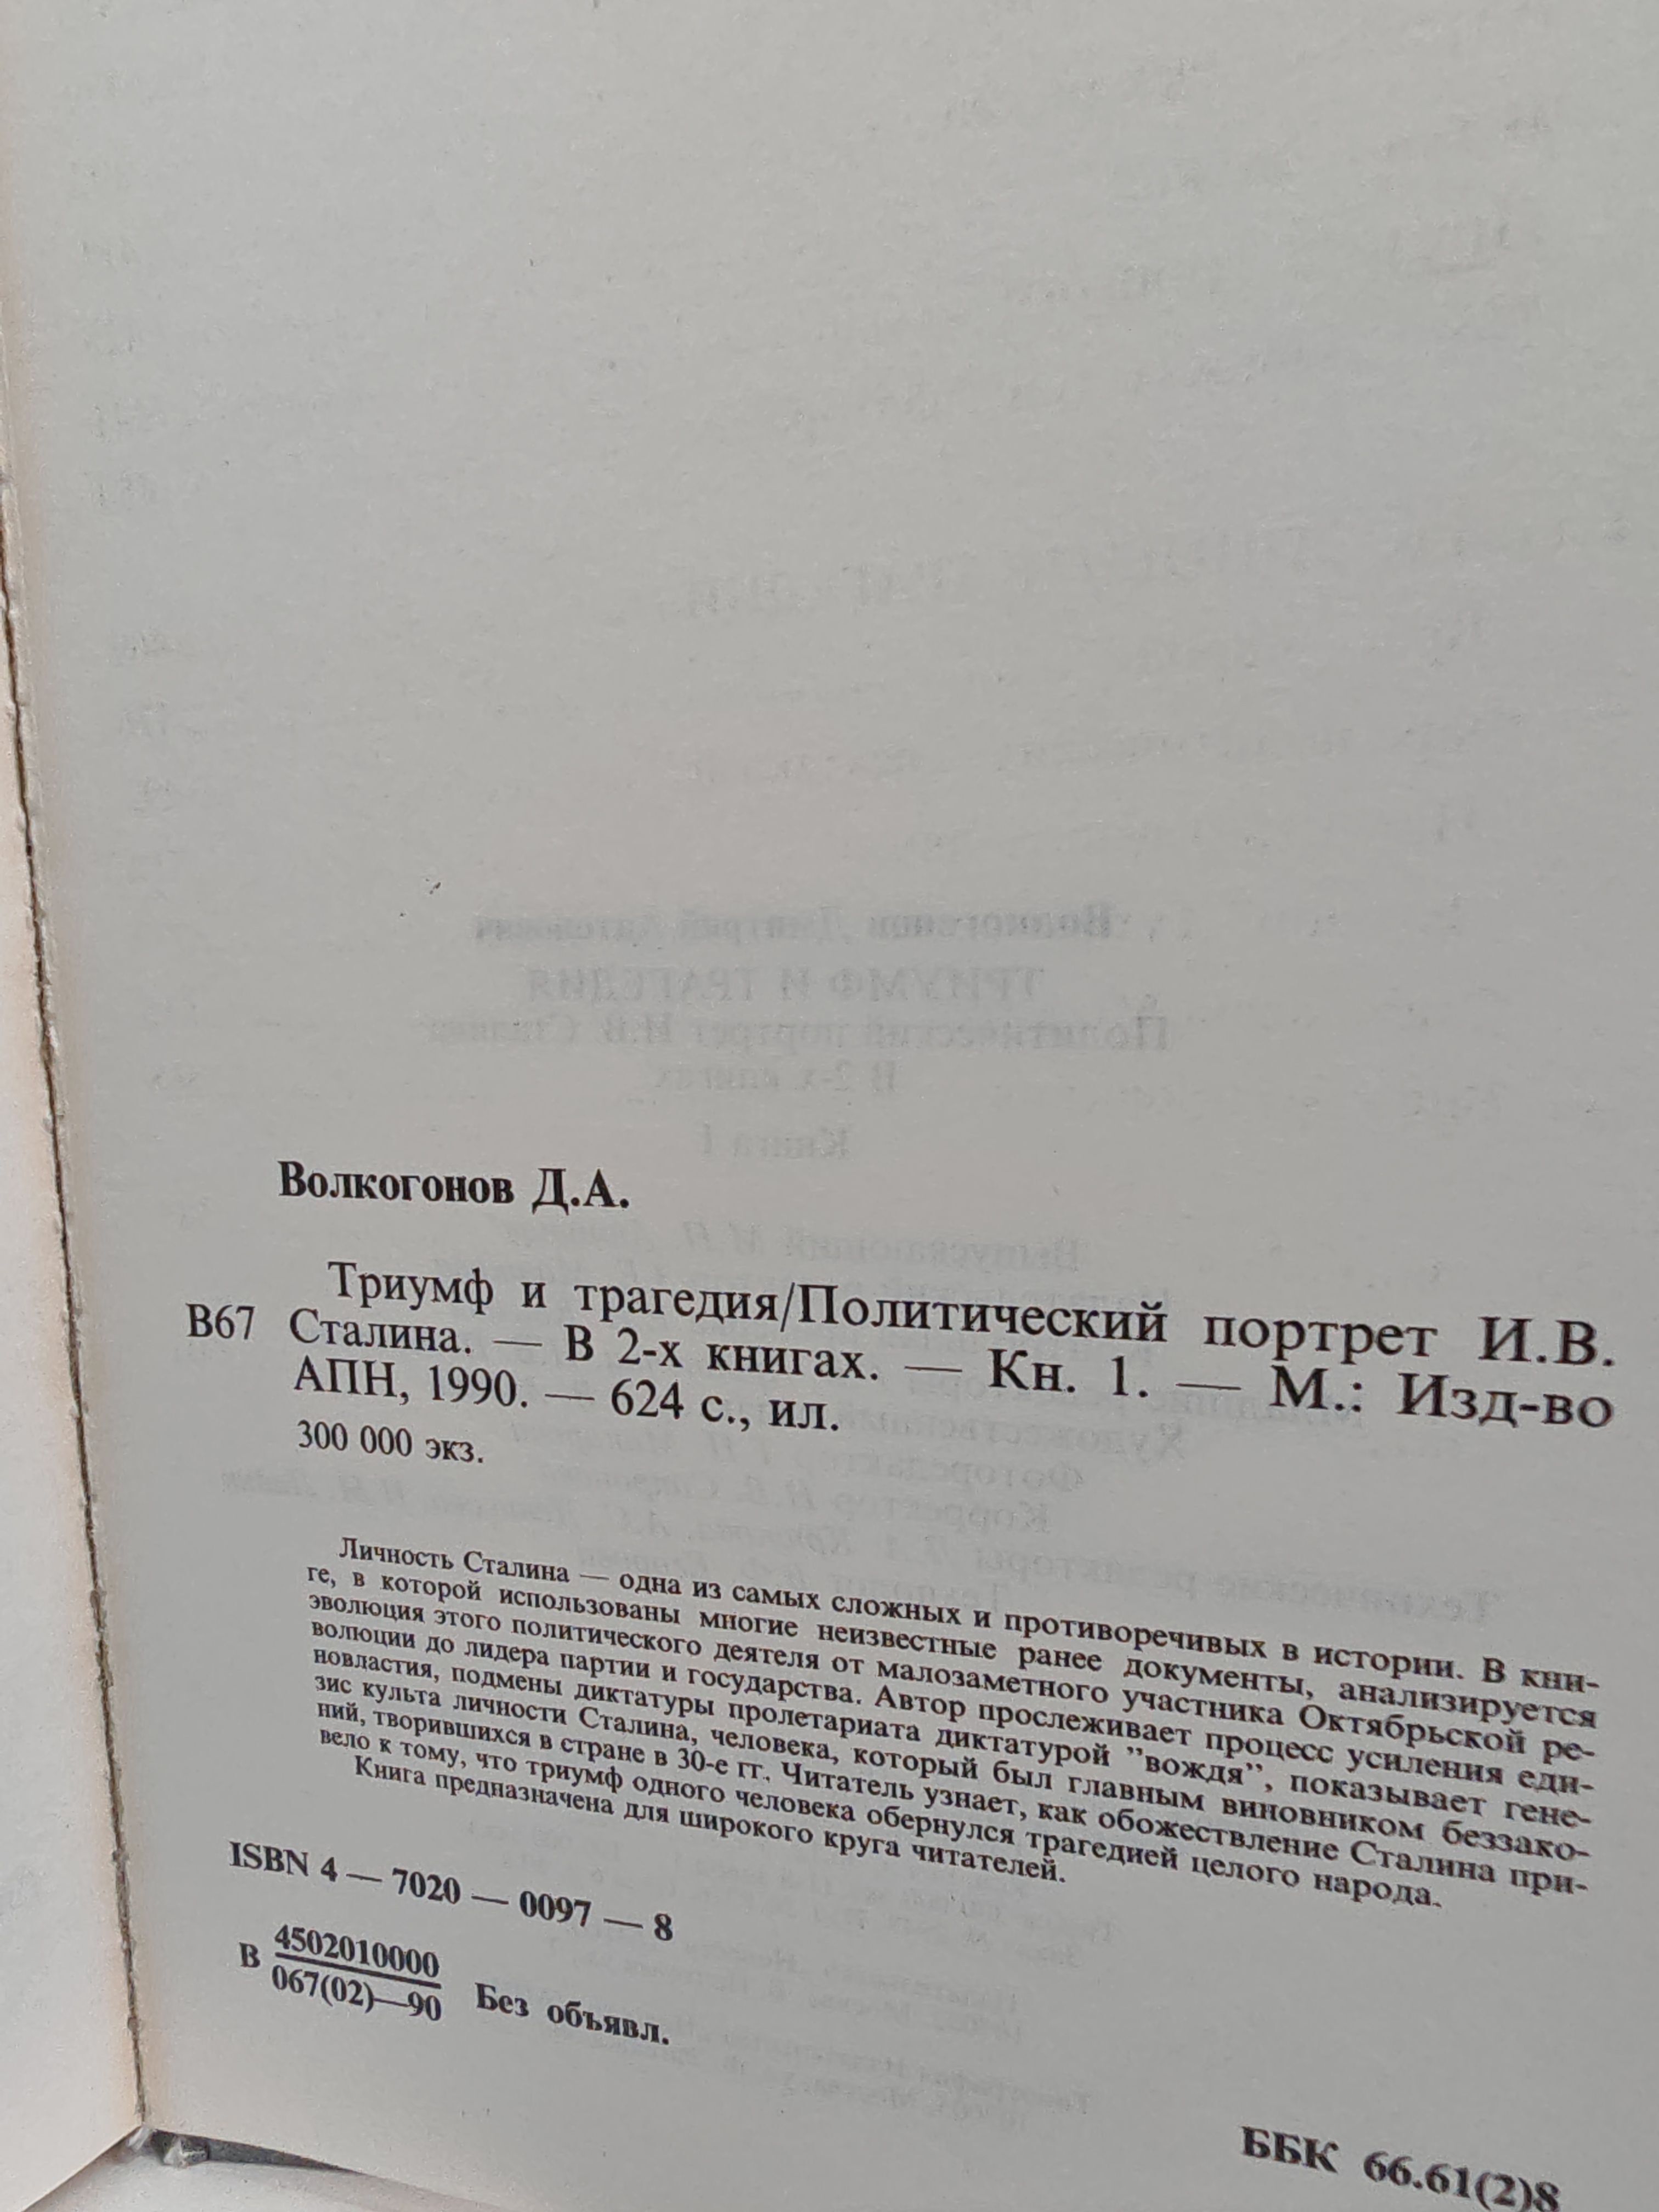 Волкогонов Д.А.
Триумф и трагедия/Политический портрет И.В.
В67 Сталина. — В 2-х книгах. — Кн. 1. — М.: Изд-во
АПН, 1990. — 624 с., ил.
300 000 экз.
Личность Сталина — одна из самых сложных и противоречивых в истории. В кни-
ге, в которой использованы многие неизвестные ранее документы, анализируется
эволюция этого политического деятеля от малозаметного участника Октябрьской ре-
волюции до лидера партии и государства. Автор прослеживает процесс усиления еди-
новластия, подмены диктатуры пролетариата диктатурой ”вождя”, показывает гене-
зис культа личности Сталина, человека, который был главным виновником беззако-
ний, творившихся в стране в 30-е гг. Читатель узнает, как обожествление Сталина при-
вело к тому, что триумф одного человека обернулся трагедией целого народа.
Книга предназначена для широкого круга читателей.
ISBN 4 — 7020 — 0097 — 8
В 4502010000
067(02)—90 Без объявл.
ББК 66.61(2)8